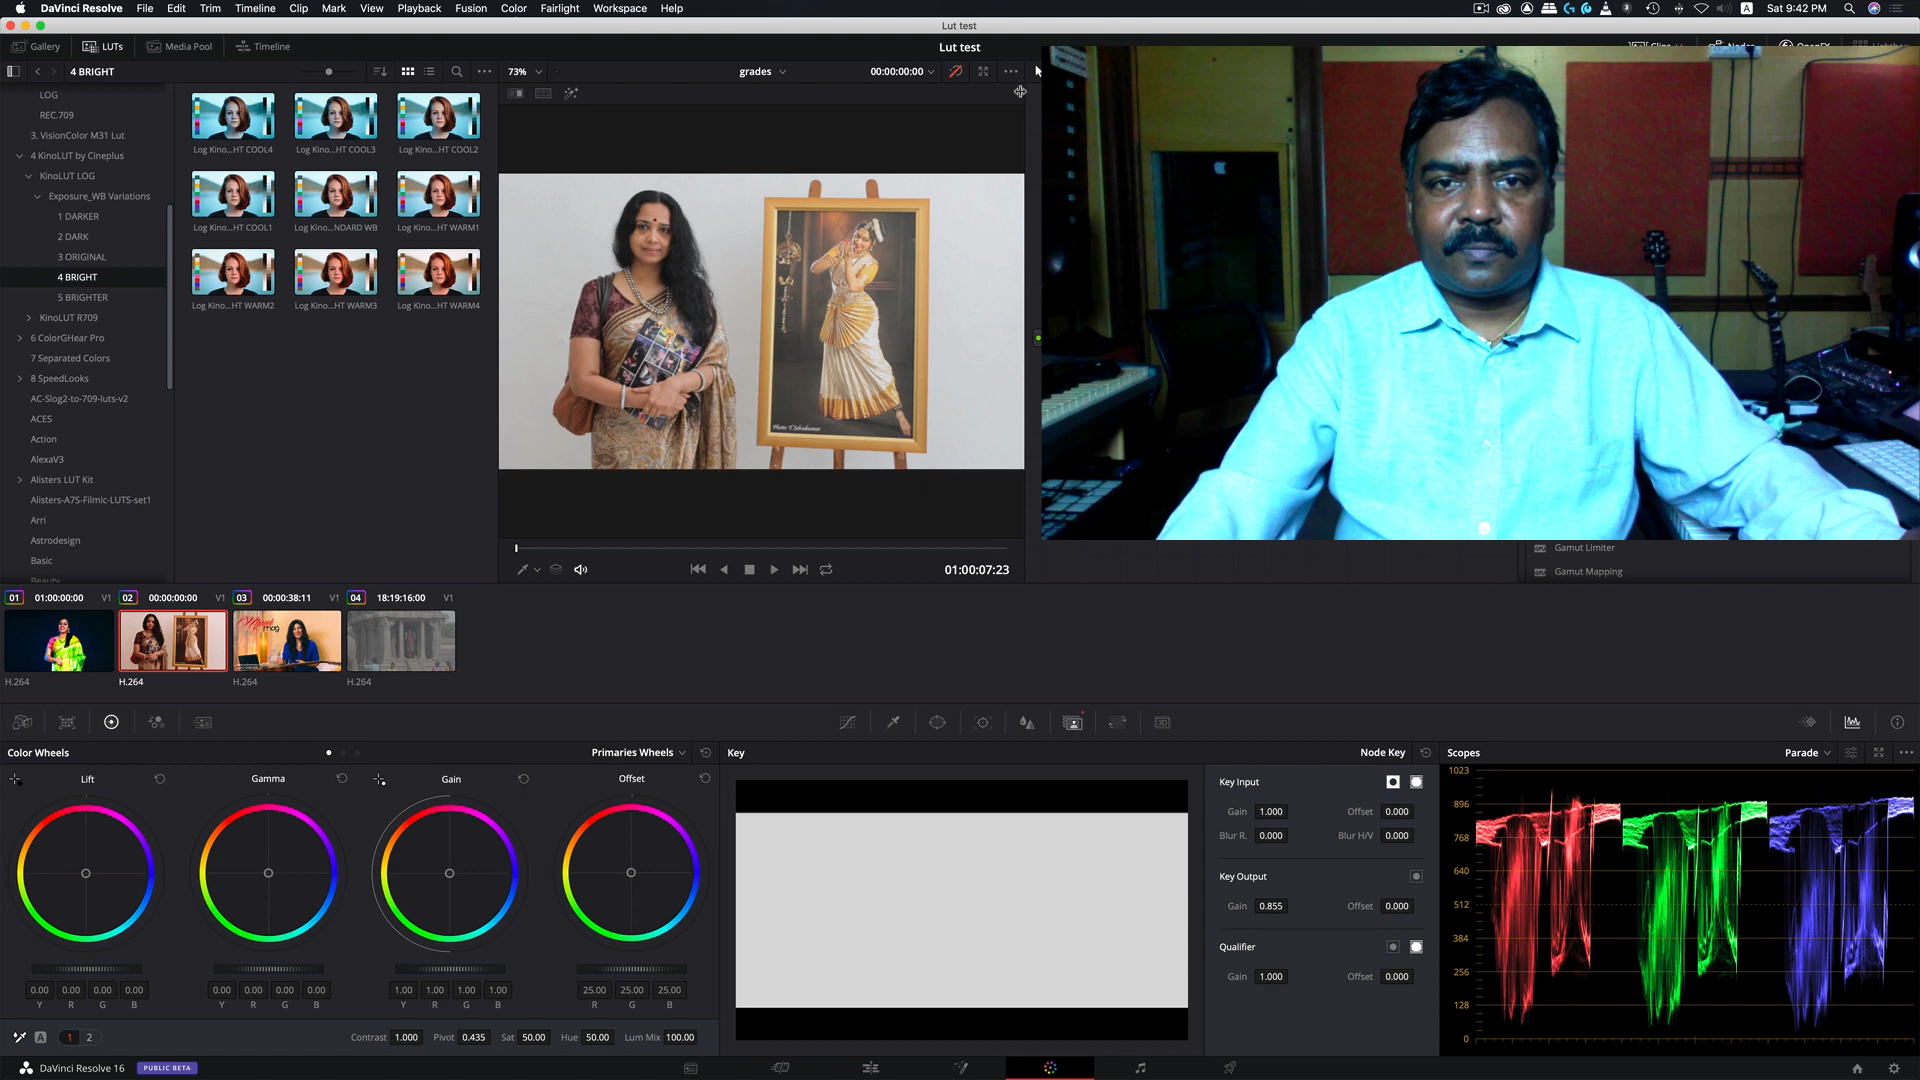 DaVinci Resolve File Edit Trim Timeline Clip Mark View Playback Fusion Color Fairlight Workspace Help
3 A Sat 9:42 PM
Lut test
Gallery LUTs Media Pool Timeline
Lut test
4 BRIGHT
73% grades 00:00:00:00
LOG
REC.709
3. VisionColor M31 Lut
4 KinoLUT by Cineplus
KinoLUT LOG
Exposure_WB Variations
1 DARKER
2 DARK
3 ORIGINAL
4 BRIGHT
5 BRIGHTER
KinoLUT R709
6 ColorGHear Pro
7 Separated Colors
8 SpeedLooks
AC-Slog2-to-709-luts-v2
ACES
Action
AlexaV3
Alisters LUT Kit
Alisters-A7S-Filmic-LUTS-set1
Arri
Astrodesign
Basic
Log Kino...HT COOL4 Log Kino...HT COOL3 Log Kino...HT COOL2
Log Kino...HT COOL1 Log Kino...NDARD WB Log Kino...HT WARM1
Log Kino...HT WARM2 Log Kino...HT WARM3 Log Kino...HT WARM4
Photo: T.Selvakumar
01:00:07:23
Gamut Limiter
Gamut Mapping
01 01:00:00:00 V1 02 00:00:00:00 V1 03 00:00:38:11 V1 04 18:19:16:00 V1
mag
H.264 H.264 H.264 H.264
Color Wheels Primaries Wheels
Lift Gamma Gain Offset
0.00 0.00 0.00 0.00 0.00 0.00 0.00 0.00 1.00 1.00 1.00 1.00 25.00 25.00 25.00
Y R G B Y R G B Y R G B R G B
A 1 2 Contrast 1.000 Pivot 0.435 Sat 50.00 Hue 50.00 Lum Mix 100.00
Key Node Key
Key Input
Gain 1.000 Offset 0.000
Blur R. 0.000 Blur H/V 0.000
Key Output
Gain 0.855 Offset 0.000
Qualifier
Gain 1.000 Offset 0.000
3D
Scopes Parade
1023
896
768
640
512
384
256
128
0
DaVinci Resolve 16 PUBLIC BETA